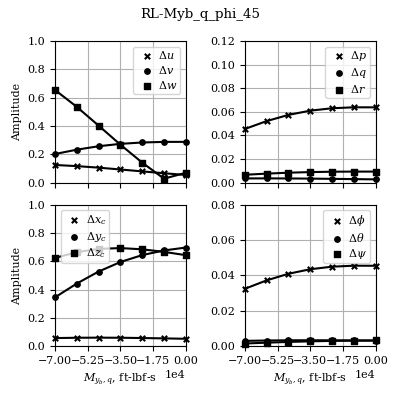 RL-Myb_q_phi_45
1.0
0.8
0.6
0.4
0.2
0.0
Amplitude
Δu
Δv
Δw
0.12
0.10
0.08
0.06
0.04
0.02
0.00
Δp
Δq
Δr
1.0
0.8
0.6
0.4
0.2
0.0
Amplitude
Δx_c
Δy_c
Δz_c
−7.00 −5.25 −3.50 −1.75 0.00
1e4
M_{y_b,q}, ft-lbf-s
0.08
0.06
0.04
0.02
0.00
Δϕ
Δθ
Δψ
−7.00 −5.25 −3.50 −1.75 0.00
1e4
M_{y_b,q}, ft-lbf-s